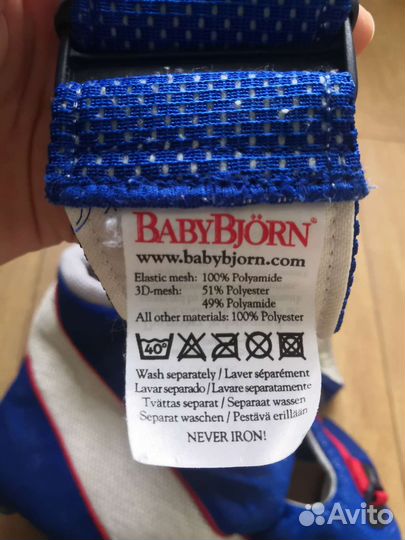 BABYBJÖRN®
www.babybjorn.com
Elastic mesh: 100% Polyamide
3D-mesh: 51% Polyester
49% Polyamide
All other materials: 100% Polyester
40°
Wash separately / Laver séparément
Lavar separado / Lavare separatamente
Tvättas separat / Separaat wassen
Separat waschen / Pestävä erillään
NEVER IRON!
Avito